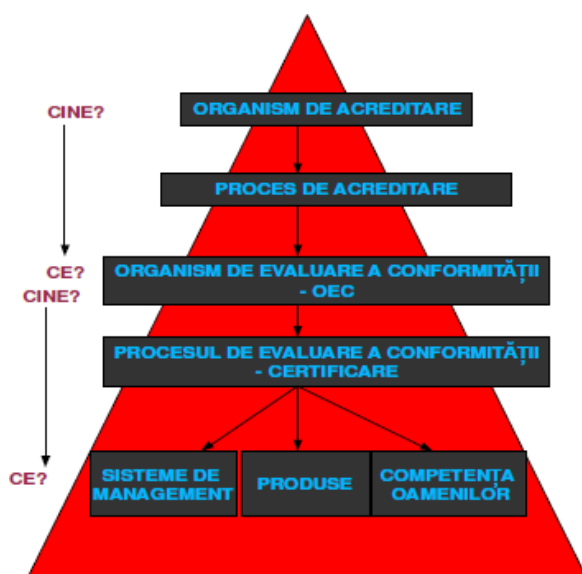 CINE?
ORGANISM DE ACREDITARE
PROCES DE ACREDITARE
CE?
CINE?
ORGANISM DE EVALUARE A CONFORMITĂȚII
- OEC
PROCESUL DE EVALUARE A CONFORMITĂȚII
- CERTIFICARE
CE?
SISTEME DE
MANAGEMENT
PRODUSE
COMPETENȚA
OAMENILOR